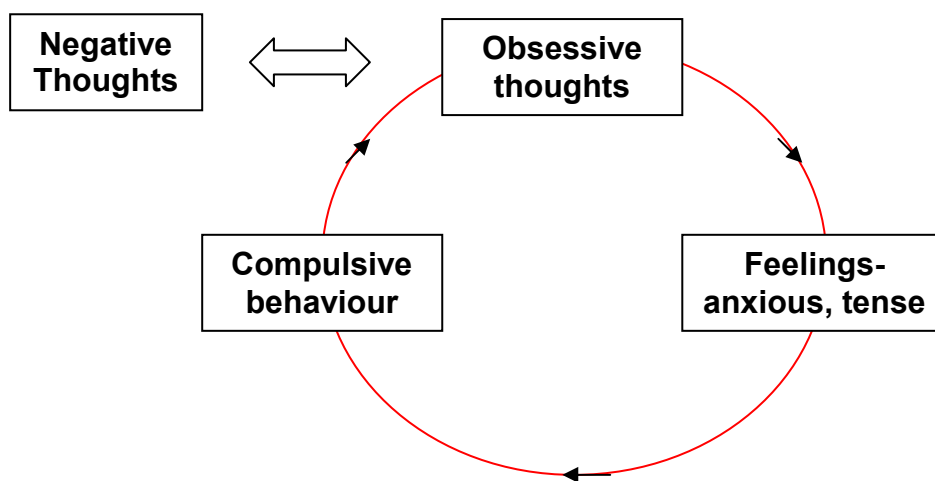 Negative
Thoughts
Obsessive
thoughts
Compulsive
behaviour
Feelings-
anxious, tense